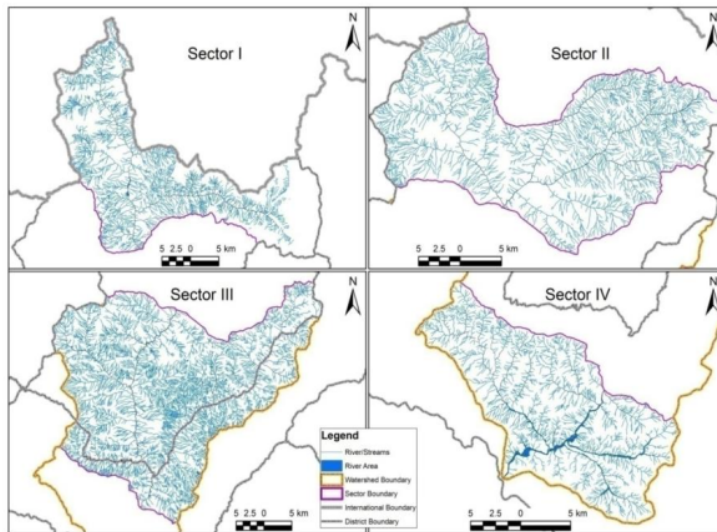 Sector I
N
5 2.5 0 5 km
Sector II
N
5 2.5 0 5 km
Sector III
N
5 2.5 0 5 km
Sector IV
N
5 2.5 0 5 km
Legend
River/Streams
River Area
Watershed Boundary
Sector Boundary
International Boundary
District Boundary